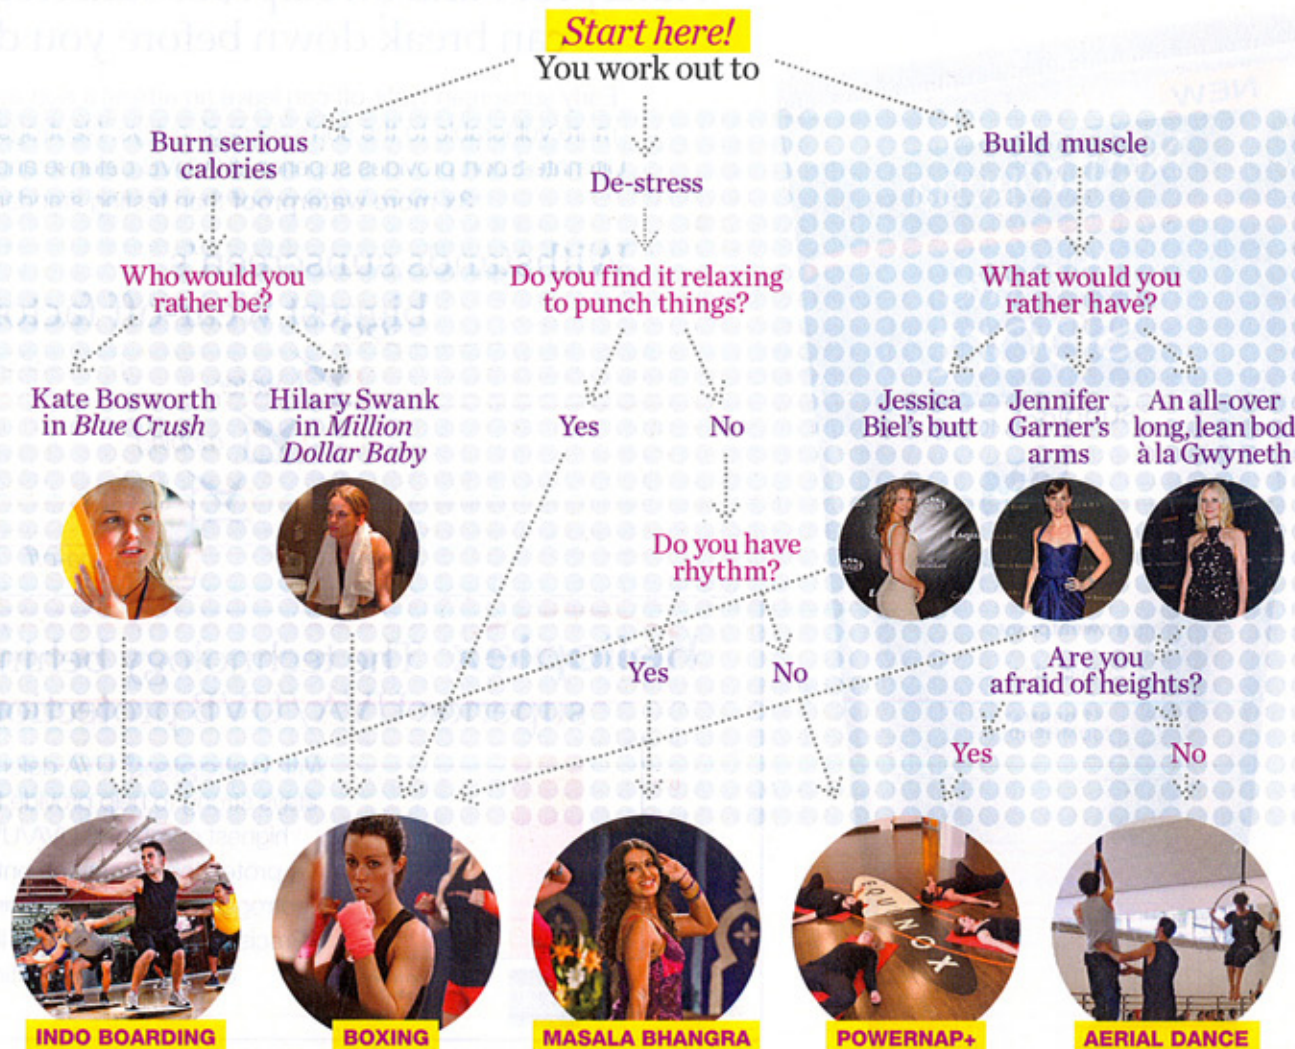 Start here!
You work out to
Burn serious
calories
De-stress
Build muscle
Who would you
rather be?
Do you find it relaxing
to punch things?
What would you
rather have?
Kate Bosworth
in Blue Crush
Hilary Swank
in Million
Dollar Baby
Yes
No
Jessica
Biel's butt
Jennifer
Garner's
arms
An all-over
long, lean bod
à la Gwyneth
Do you have
rhythm?
Yes
No
Are you
afraid of heights?
Yes
No
EQUINOX
INDO BOARDING
BOXING
MASALA BHANGRA
POWERNAP+
AERIAL DANCE